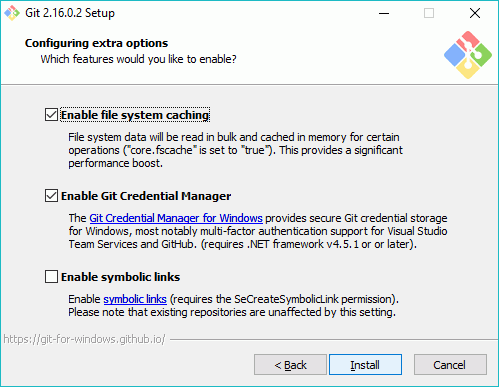 Git 2.16.0.2 Setup
Configuring extra options
Which features would you like to enable?
Enable file system caching
File system data will be read in bulk and cached in memory for certain
operations ("core.fscache" is set to "true"). This provides a significant
performance boost.
Enable Git Credential Manager
The Git Credential Manager for Windows provides secure Git credential storage
for Windows, most notably multi-factor authentication support for Visual Studio
Team Services and GitHub. (requires .NET framework v4.5.1 or or later).
Enable symbolic links
Enable symbolic links (requires the SeCreateSymbolicLink permission).
Please note that existing repositories are unaffected by this setting.
https://git-for-windows.github.io/
< Back
Install
Cancel